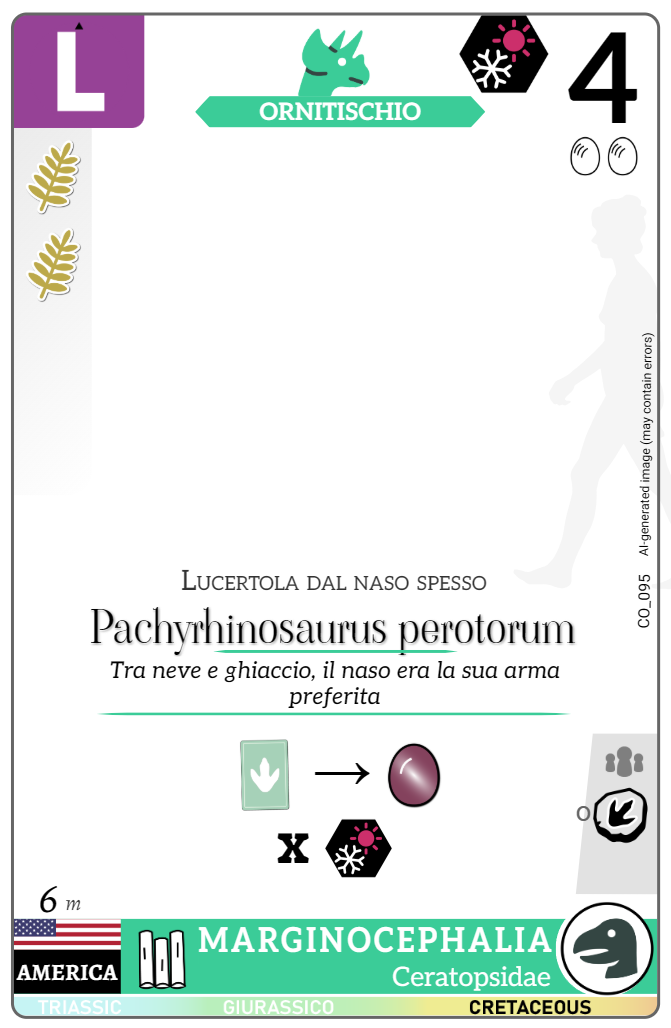 L
ORNITISCHIO
4
AI-generated image (may contain errors)
CO_095
Lucertola dal naso spesso
Pachyrhinosaurus perotorum
Tra neve e ghiaccio, il naso era la sua arma
preferita
x
O
6 m
AMERICA
MARGINOCEPHALIA
Ceratopsidae
TRIASSIC
GIURASSICO
CRETACEOUS